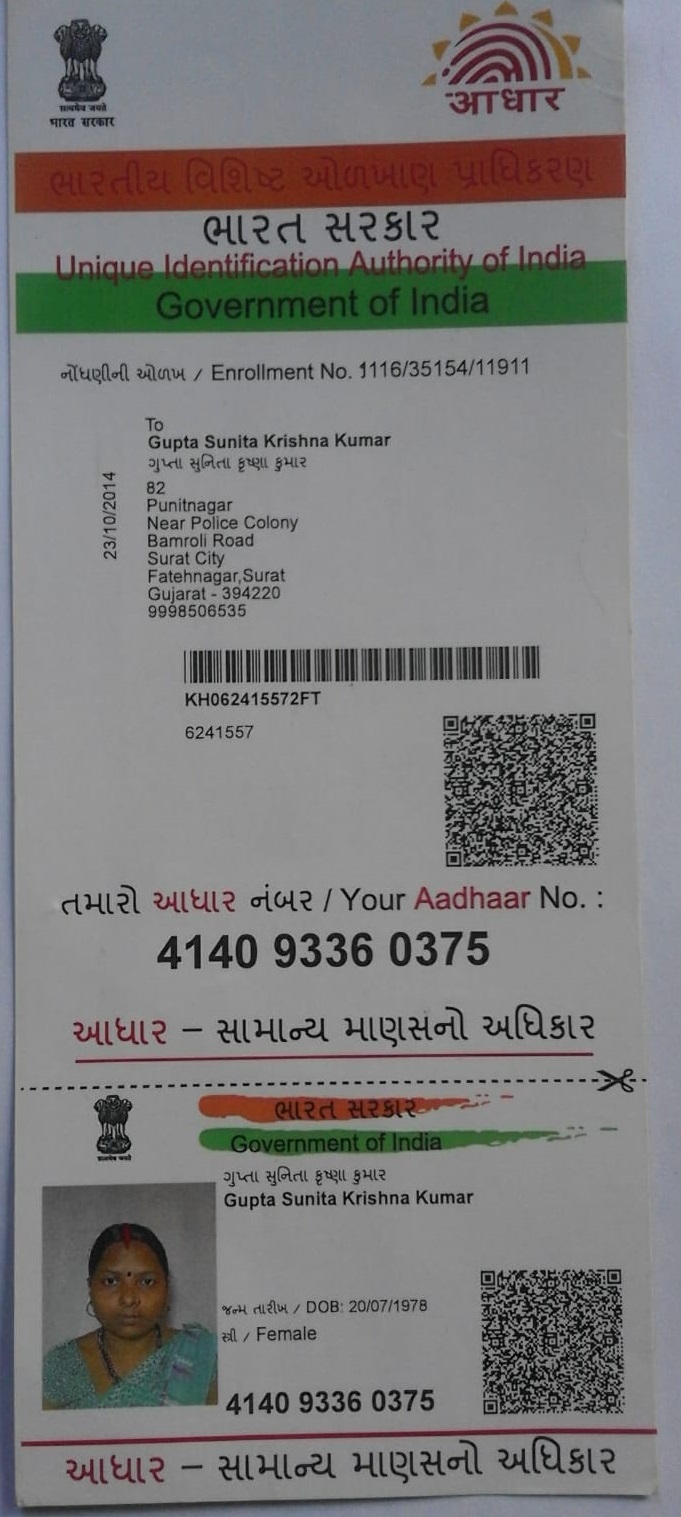 सत्यमेव जयते
भारत सरकार
आधार
ભારતીય વિશિષ્ટ ઓળખાણ પ્રાધિકરણ
ભારત સરકાર
Unique Identification Authority of India
Government of India
નોંધણીની ઓળખ / Enrollment No. 1116/35154/11911
To
Gupta Sunita Krishna Kumar
ગુપ્તા સુનિતા કૃષ્ણા કુમાર
82
Punitnagar
Near Police Colony
Bamroli Road
Surat City
Fatehnagar,Surat
Gujarat - 394220
9998506535
23/10/2014
KH062415572FT
6241557
તમારો આધાર નંબર / Your Aadhaar No. :
4140 9336 0375
આધાર – સામાન્ય માણસનો અધિકાર
सत्यमेव जयते
ભારત સરકાર
Government of India
ગુપ્તા સુનિતા કૃષ્ણા કુમાર
Gupta Sunita Krishna Kumar
જન્મ તારીખ / DOB: 20/07/1978
સ્ત્રી / Female
4140 9336 0375
આધાર – સામાન્ય માણસનો અધિકાર